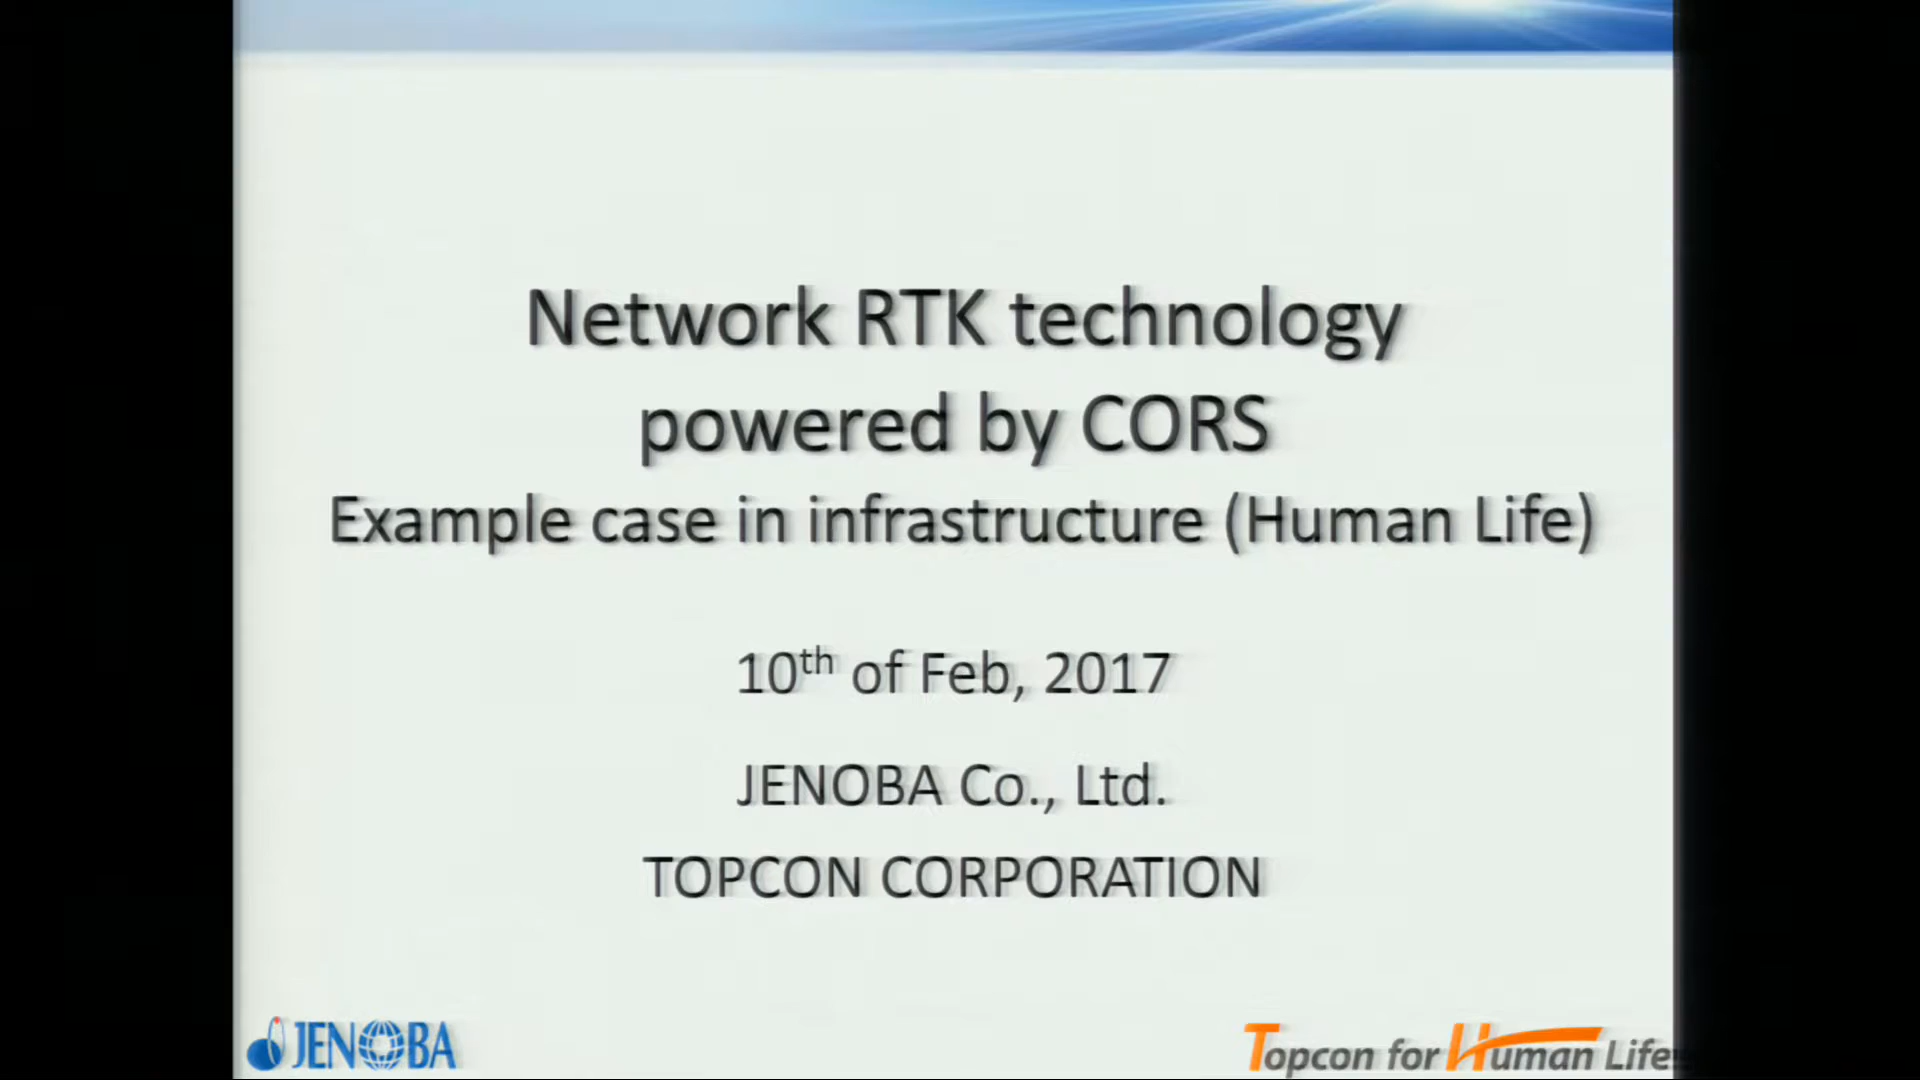 Network RTK technology
powered by CORS
Example case in infrastructure (Human Life)
10th of Feb, 2017
JENOBA Co., Ltd.
TOPCON CORPORATION
JENOBA
Topcon for Human Life